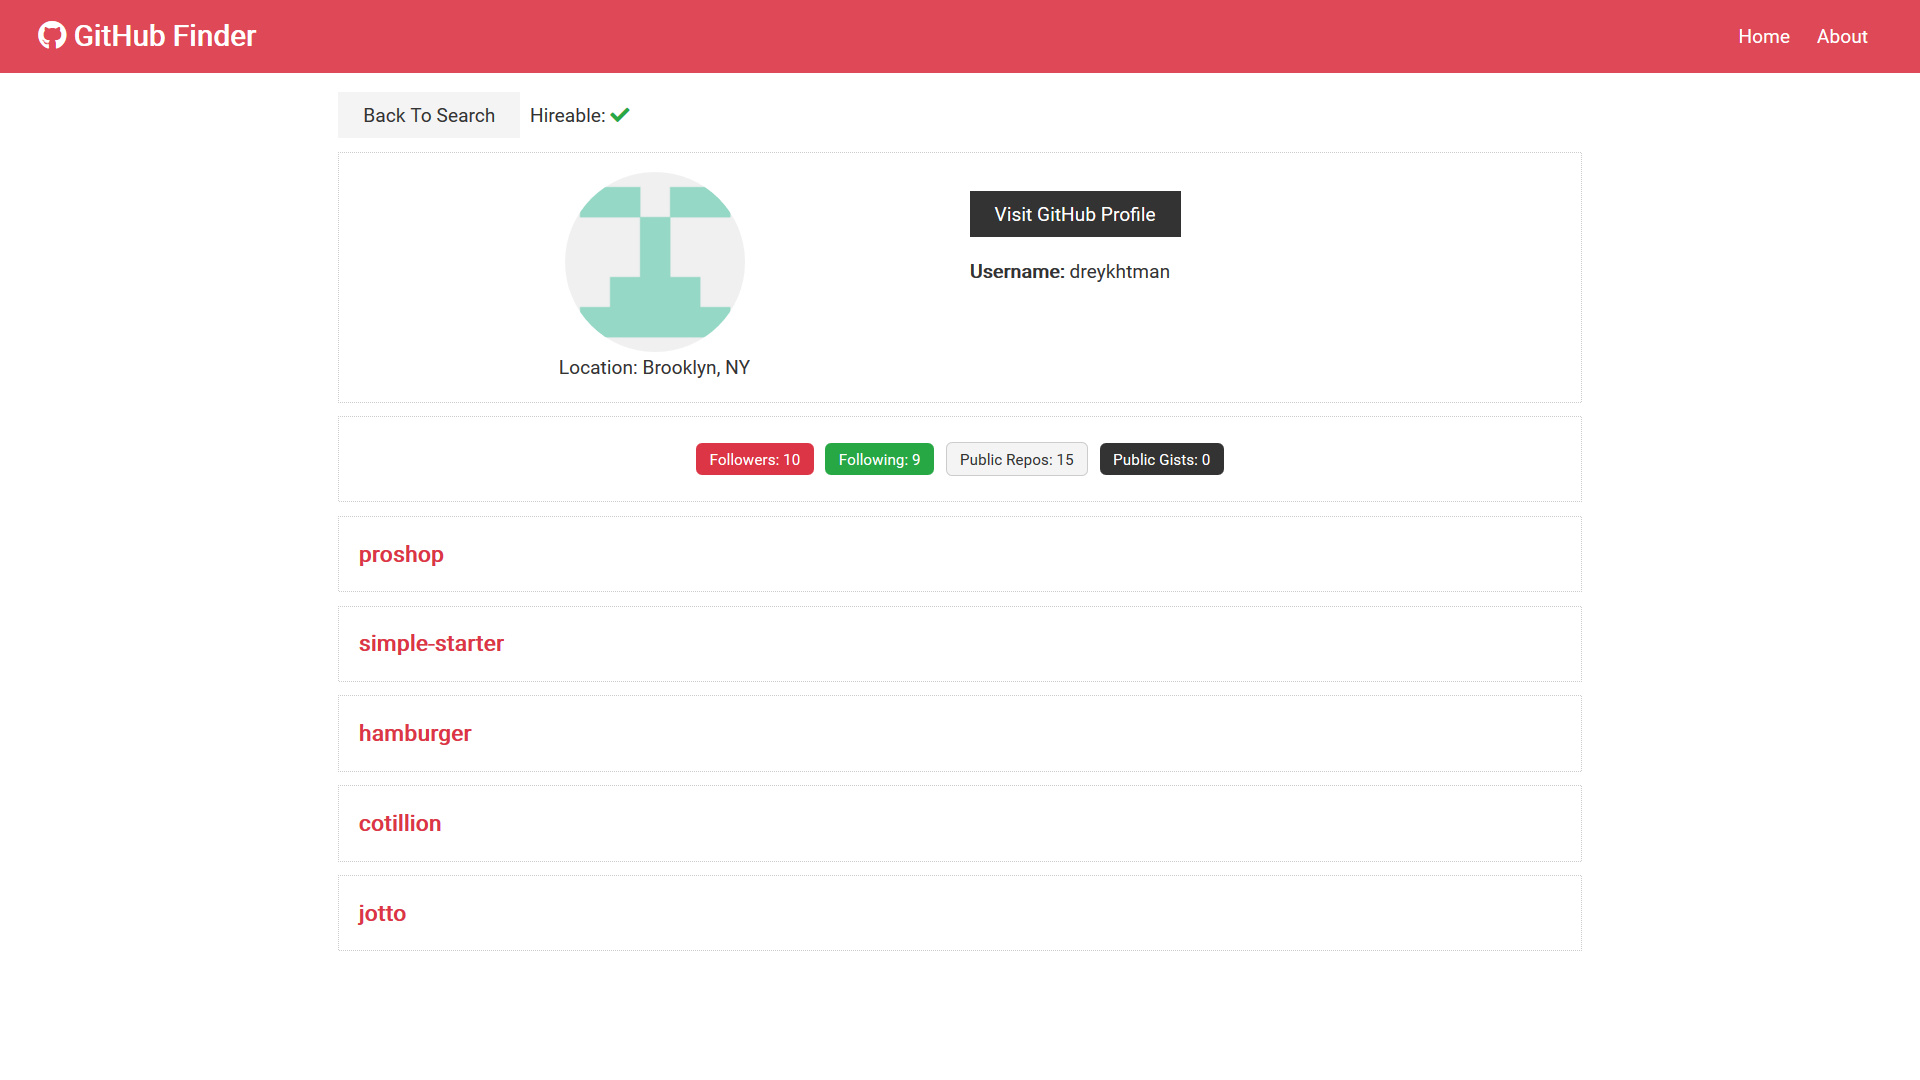 GitHub Finder
Home About
Back To Search Hireable:
Visit GitHub Profile
Username: dreykhtman
Location: Brooklyn, NY
Followers: 10 Following: 9 Public Repos: 15 Public Gists: 0
proshop
simple-starter
hamburger
cotillion
jotto